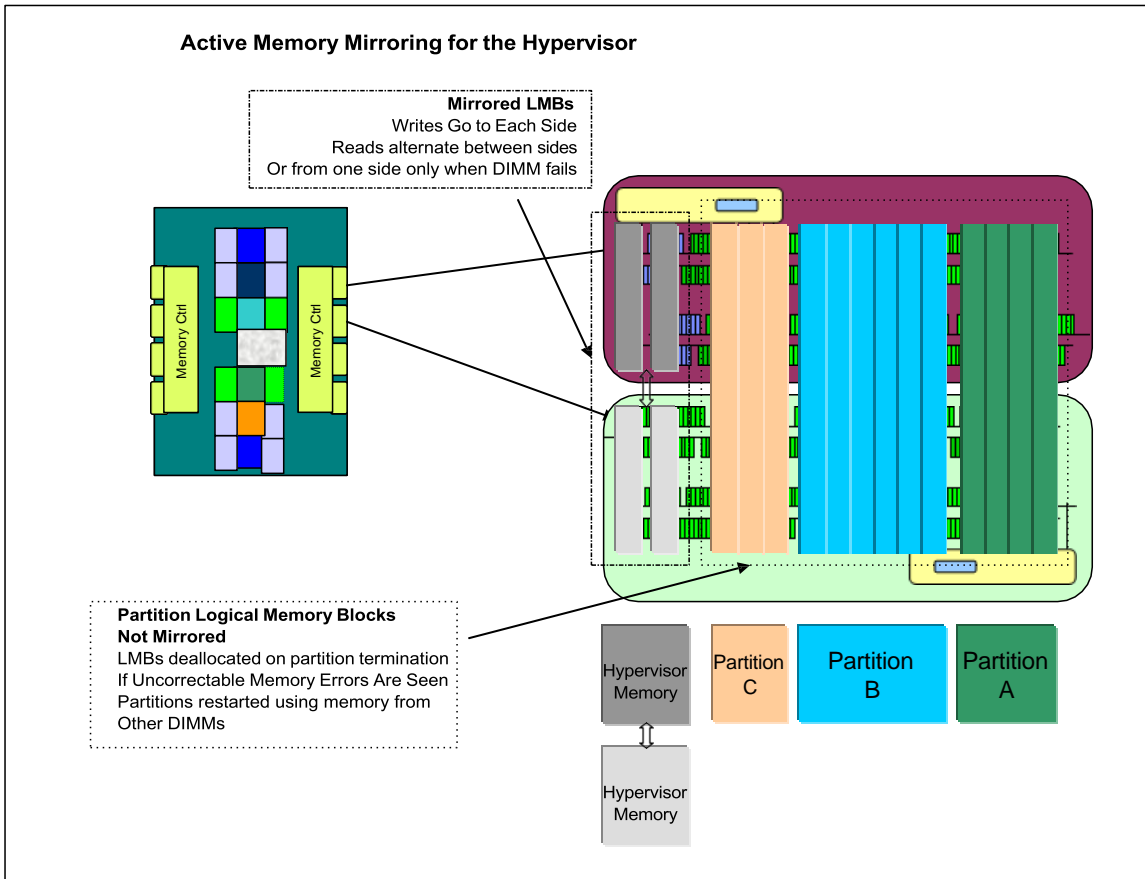 Active Memory Mirroring for the Hypervisor
Mirrored LMBs
Writes Go to Each Side
Reads alternate between sides
Or from one side only when DIMM fails
Memory Ctrl
Memory Ctrl
Partition Logical Memory Blocks
Not Mirrored
LMBs deallocated on partition termination
If Uncorrectable Memory Errors Are Seen
Partitions restarted using memory from
Other DIMMs
Hypervisor
Memory
Partition
C
Partition
B
Partition
A
Hypervisor
Memory